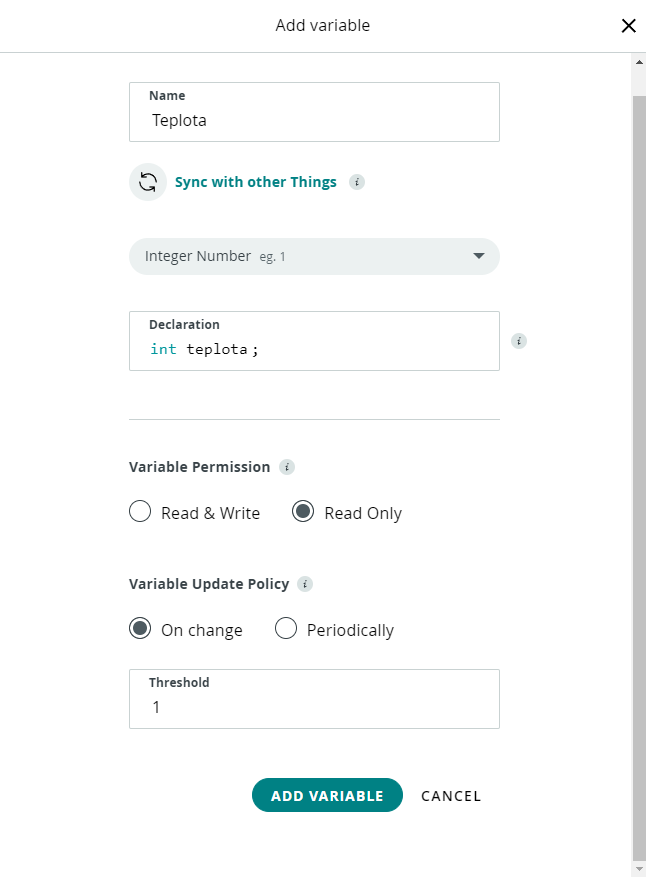 Add variable
Name
Teplota
Sync with other Things i
Integer Number eg. 1
Declaration
int teplota;
i
Variable Permission i
Read & Write Read Only
Variable Update Policy i
On change Periodically
Threshold
1
ADD VARIABLE CANCEL